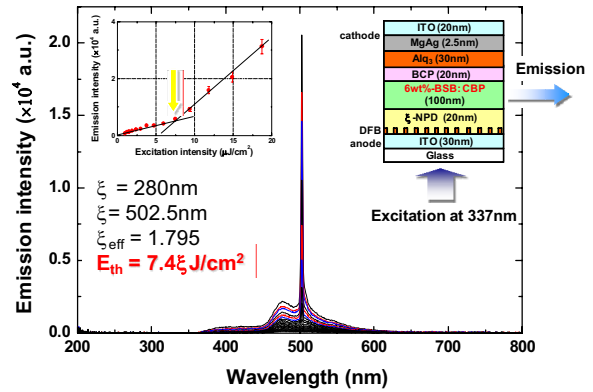 Emission intensity (×10⁴ a.u.)
2.0
1.5
1.0
0.5
0.0
200 300 400 500 600 700 800
Wavelength (nm)
Emission intensity (×10⁴ a.u.)
4
2
0
0 5 10 15 20
Excitation intensity (μJ/cm²)
ξ = 280nm
ξ = 502.5nm
ξeff = 1.795
Eth = 7.4ξJ/cm²
cathode
ITO (20nm)
MgAg (2.5nm)
Alq₃ (30nm)
BCP (20nm)
6wt%-BSB: CBP
(100nm)
ξ-NPD (20nm)
DFB
anode
ITO (30nm)
Glass
Emission
Excitation at 337nm